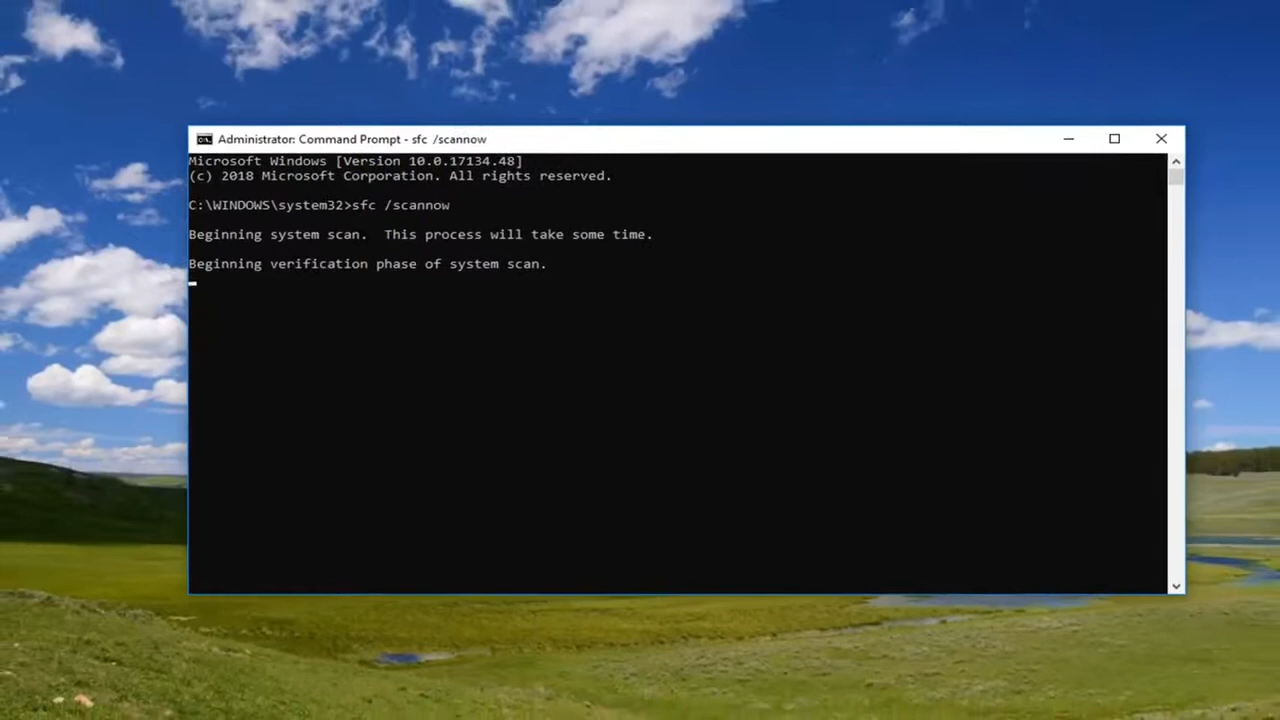 Administrator: Command Prompt - sfc /scannow
Microsoft Windows [Version 10.0.17134.48]
(c) 2018 Microsoft Corporation. All rights reserved.
C:\WINDOWS\system32>sfc /scannow
Beginning system scan.  This process will take some time.
Beginning verification phase of system scan.